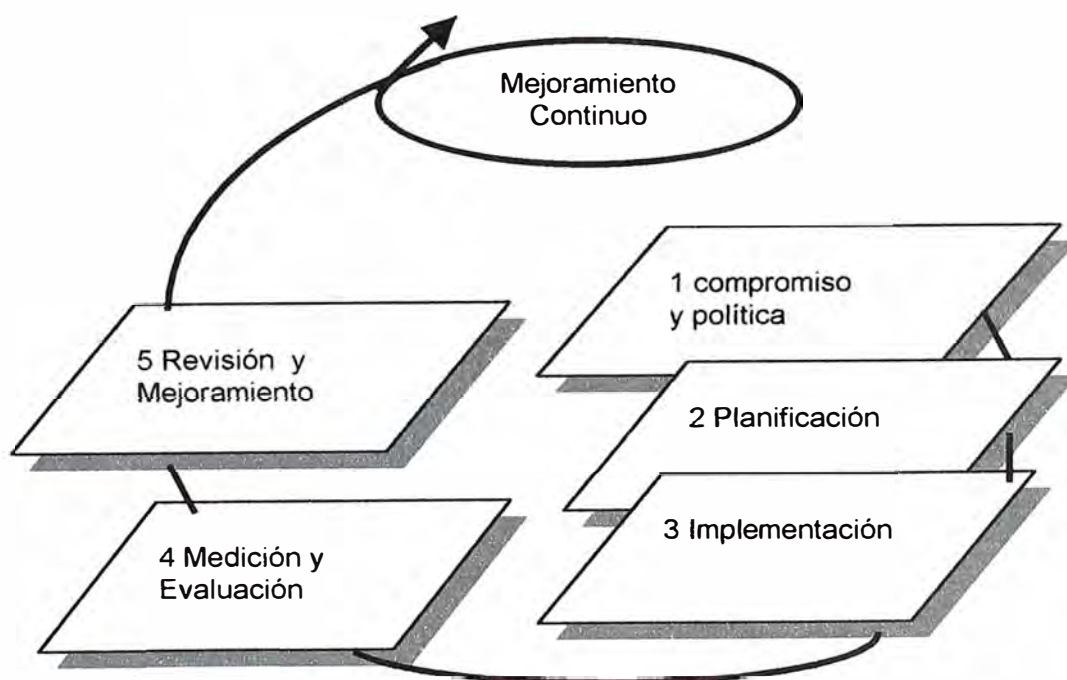 Mejoramiento
Continuo
1 compromiso
y política
2 Planificación
3 Implementación
4 Medición y
Evaluación
5 Revisión y
Mejoramiento